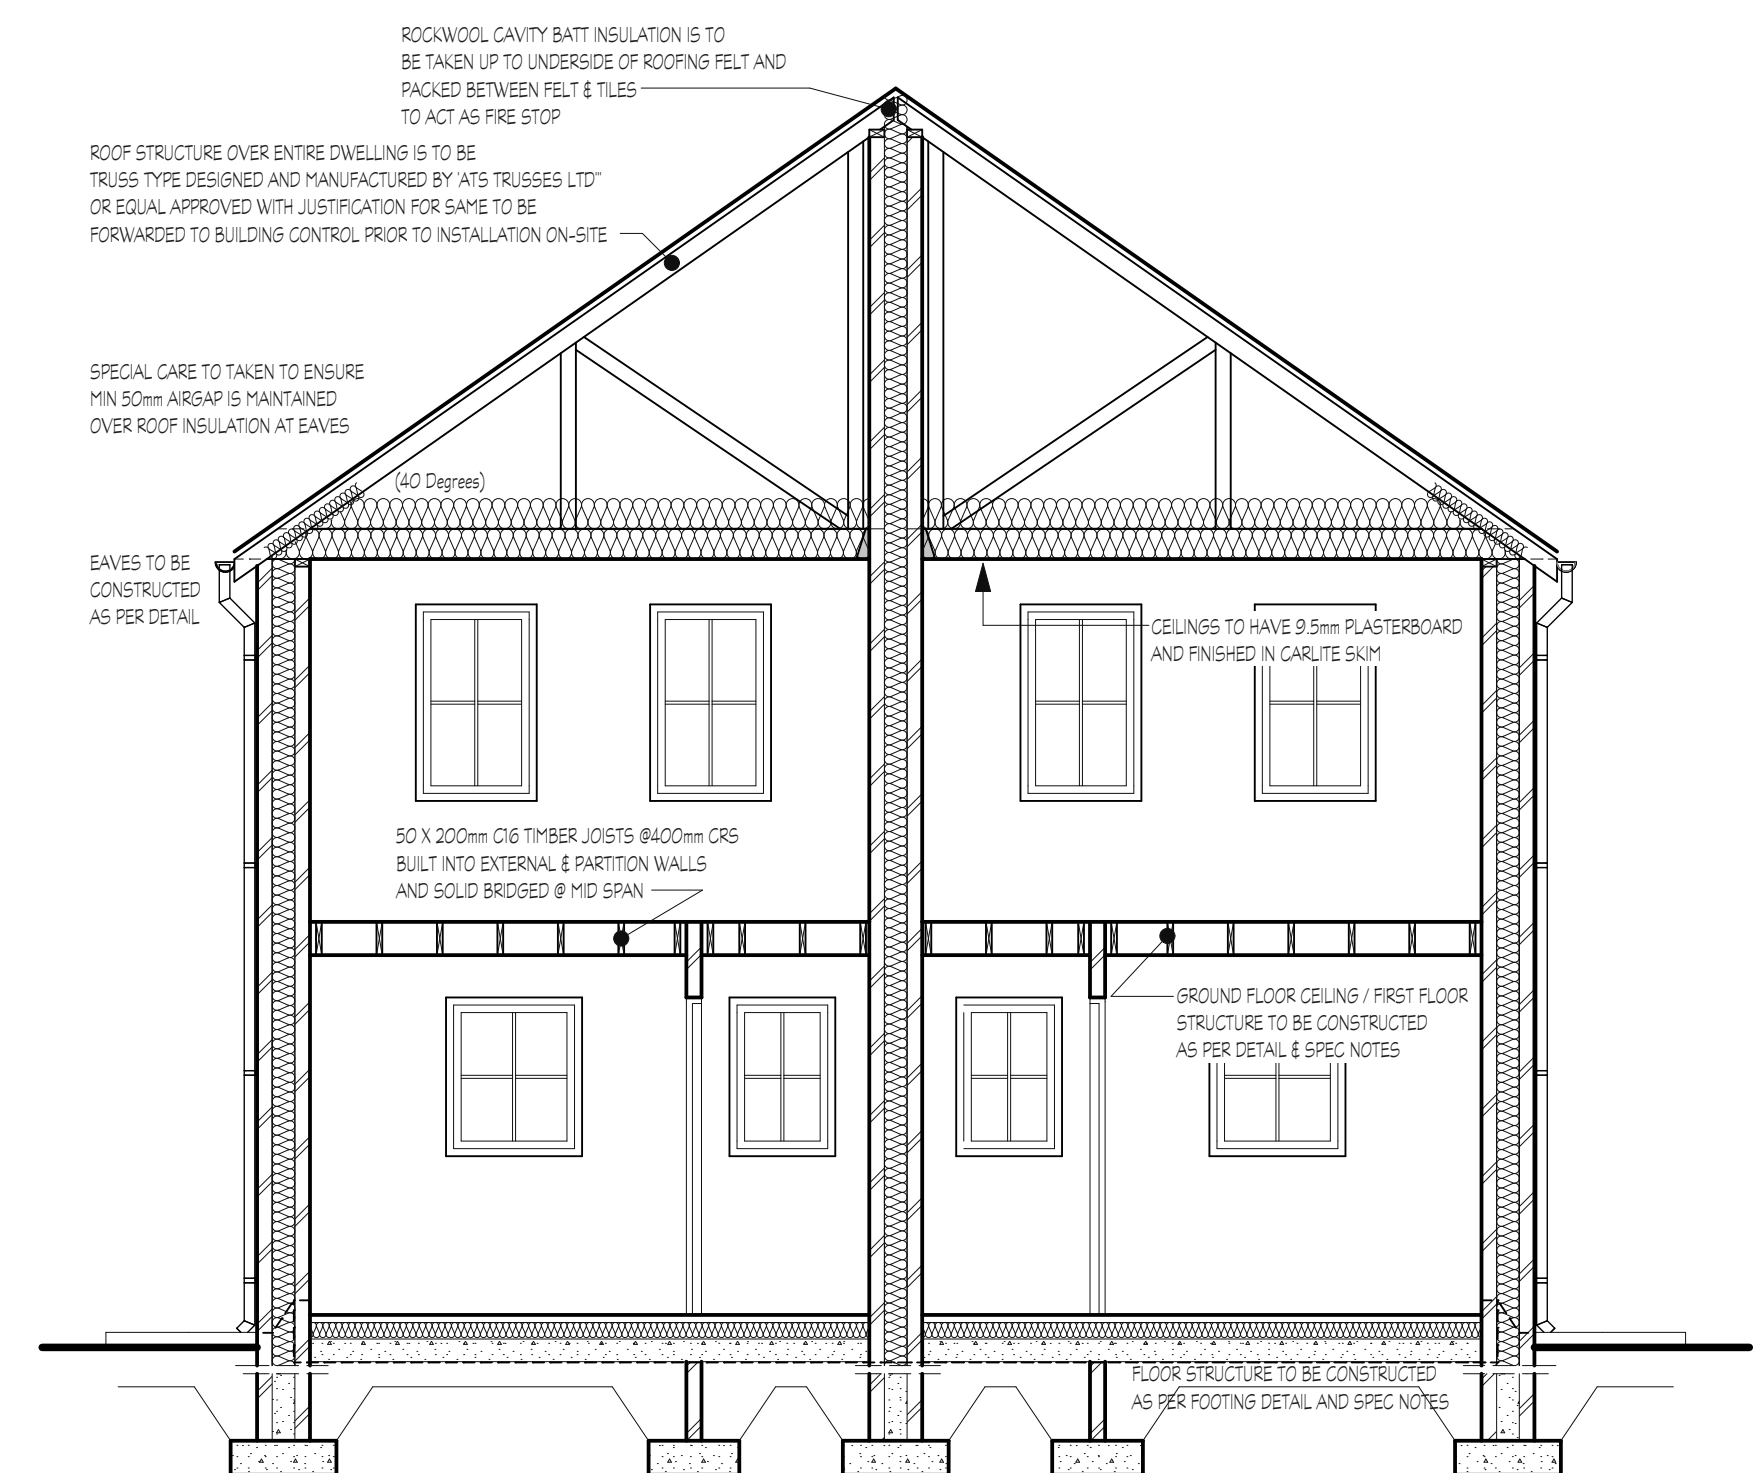 ROCKWOOL CAVITY BATT INSULATION IS TO
BE TAKEN UP TO UNDERSIDE OF ROOFING FELT AND
PACKED BETWEEN FELT & TILES
TO ACT AS FIRE STOP
ROOF STRUCTURE OVER ENTIRE DWELLING IS TO BE
TRUSS TYPE DESIGNED AND MANUFACTURED BY 'ATS TRUSSES LTD'"
OR EQUAL APPROVED WITH JUSTIFICATION FOR SAME TO BE
FORWARDED TO BUILDING CONTROL PRIOR TO INSTALLATION ON-SITE
SPECIAL CARE TO TAKEN TO ENSURE
MIN 50mm AIRGAP IS MAINTAINED
OVER ROOF INSULATION AT EAVES
(40 Degrees)
EAVES TO BE
CONSTRUCTED
AS PER DETAIL
CEILINGS TO HAVE 9.5mm PLASTERBOARD
AND FINISHED IN CARLITE SKIM
50 X 200mm C16 TIMBER JOISTS @400mm CRS
BUILT INTO EXTERNAL & PARTITION WALLS
AND SOLID BRIDGED @ MID SPAN
GROUND FLOOR CEILING / FIRST FLOOR
STRUCTURE TO BE CONSTRUCTED
AS PER DETAIL & SPEC NOTES
FLOOR STRUCTURE TO BE CONSTRUCTED
AS PER FOOTING DETAIL AND SPEC NOTES